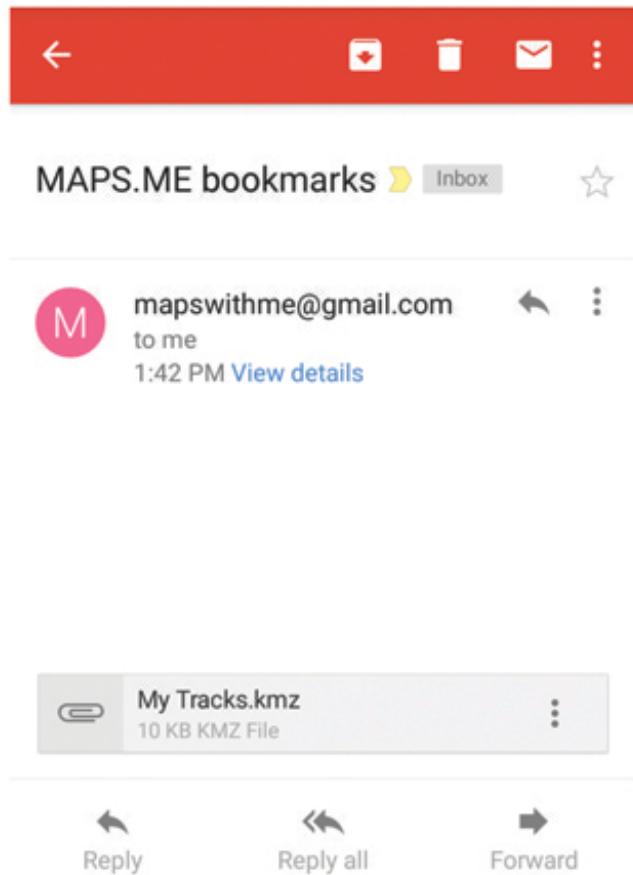 MAPS.ME bookmarks Inbox
M
mapswithme@gmail.com
to me
1:42 PM View details
My Tracks.kmz
10 KB KMZ File
Reply Reply all Forward